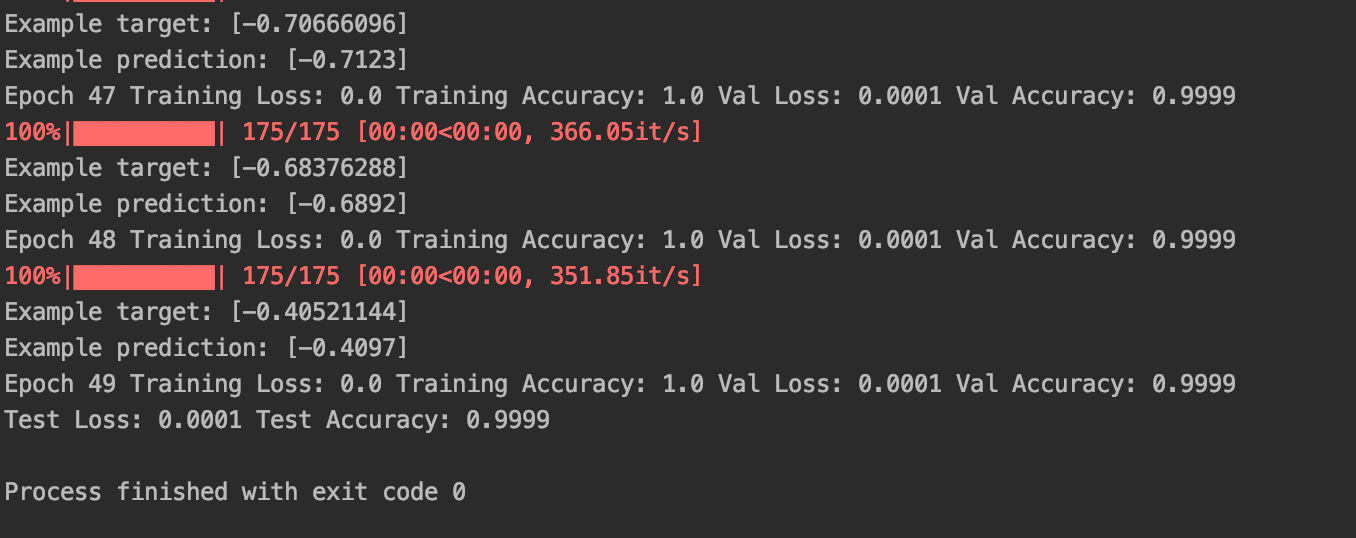 Example target: [-0.70666096]
Example prediction: [-0.7123]
Epoch 47 Training Loss: 0.0 Training Accuracy: 1.0 Val Loss: 0.0001 Val Accuracy: 0.9999
100%|██████████| 175/175 [00:00<00:00, 366.05it/s]
Example target: [-0.68376288]
Example prediction: [-0.6892]
Epoch 48 Training Loss: 0.0 Training Accuracy: 1.0 Val Loss: 0.0001 Val Accuracy: 0.9999
100%|██████████| 175/175 [00:00<00:00, 351.85it/s]
Example target: [-0.40521144]
Example prediction: [-0.4097]
Epoch 49 Training Loss: 0.0 Training Accuracy: 1.0 Val Loss: 0.0001 Val Accuracy: 0.9999
Test Loss: 0.0001 Test Accuracy: 0.9999
Process finished with exit code 0